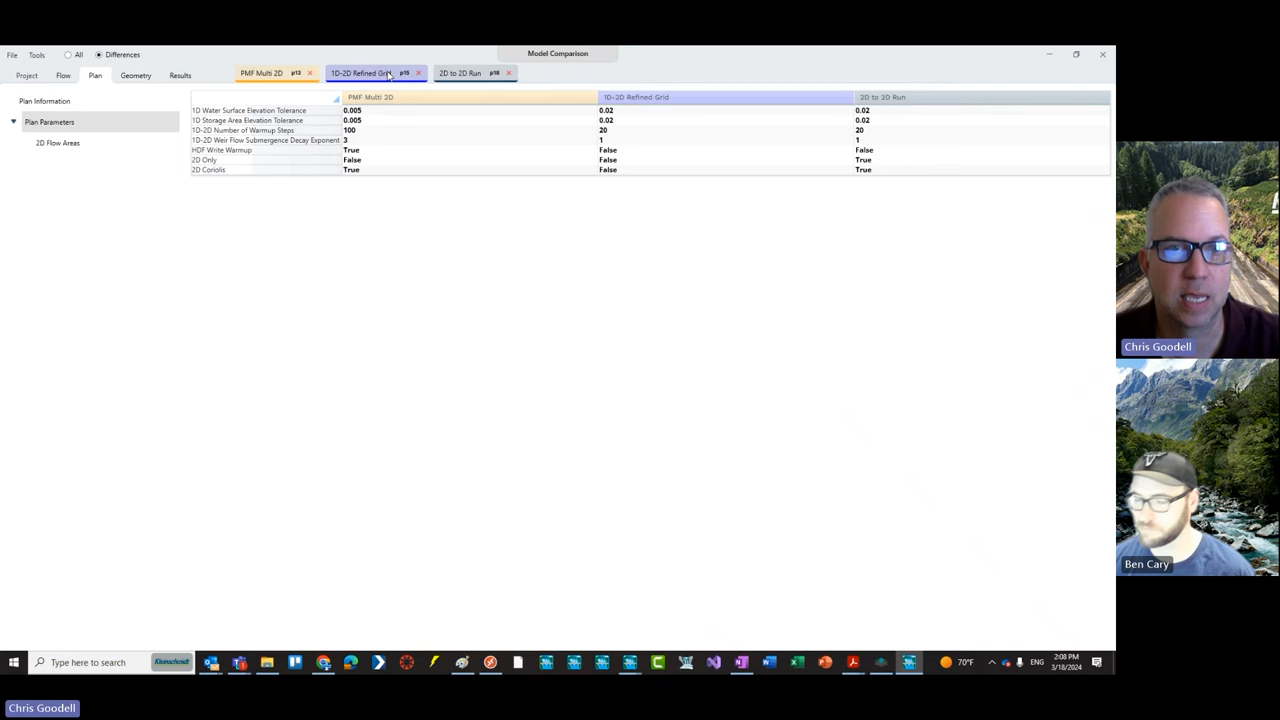 Model Comparison
File Tools All Differences
Project Flow Plan Geometry Results
PMF Multi 2D p13 1D-2D Refined Grid p15 2D to 2D Run p18
Plan Information
Plan Parameters
2D Flow Areas
PMF Multi 2D 1D-2D Refined Grid 2D to 2D Run
1D Water Surface Elevation Tolerance 0.005 0.02 0.02
1D Storage Area Elevation Tolerance 0.005 0.02 0.02
1D-2D Number of Warmup Steps 100 20 20
1D-2D Weir Flow Submergence Decay Exponent 3 1 1
HDF Write Warmup True False False
2D Only False False True
2D Coriolis True False True
Chris Goodell
Ben Cary
Type here to search Kleinschmidt 70°F ENG 2:08 PM
3/18/2024
Chris Goodell